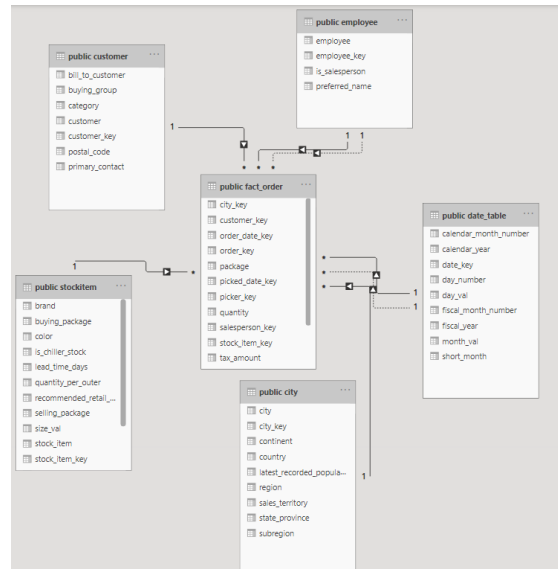 public employee
employee
employee_key
is_salesperson
preferred_name
public customer
bill_to_customer
buying_group
category
customer
customer_key
postal_code
primary_contact
1
1
1
*
*
*
public fact_order
city_key
customer_key
order_date_key
order_key
package
picked_date_key
picker_key
quantity
salesperson_key
stock_item_key
tax_amount
public date_table
calendar_month_number
calendar_year
date_key
day_number
day_val
fiscal_month_number
fiscal_year
month_val
short_month
1
*
*
*
*
1
1
public stockitem
brand
buying_package
color
is_chiller_stock
lead_time_days
quantity_per_outer
recommended_retail_...
selling_package
size_val
stock_item
stock_item_key
public city
city
city_key
continent
country
latest_recorded_popula...
region
sales_territory
state_province
subregion
1